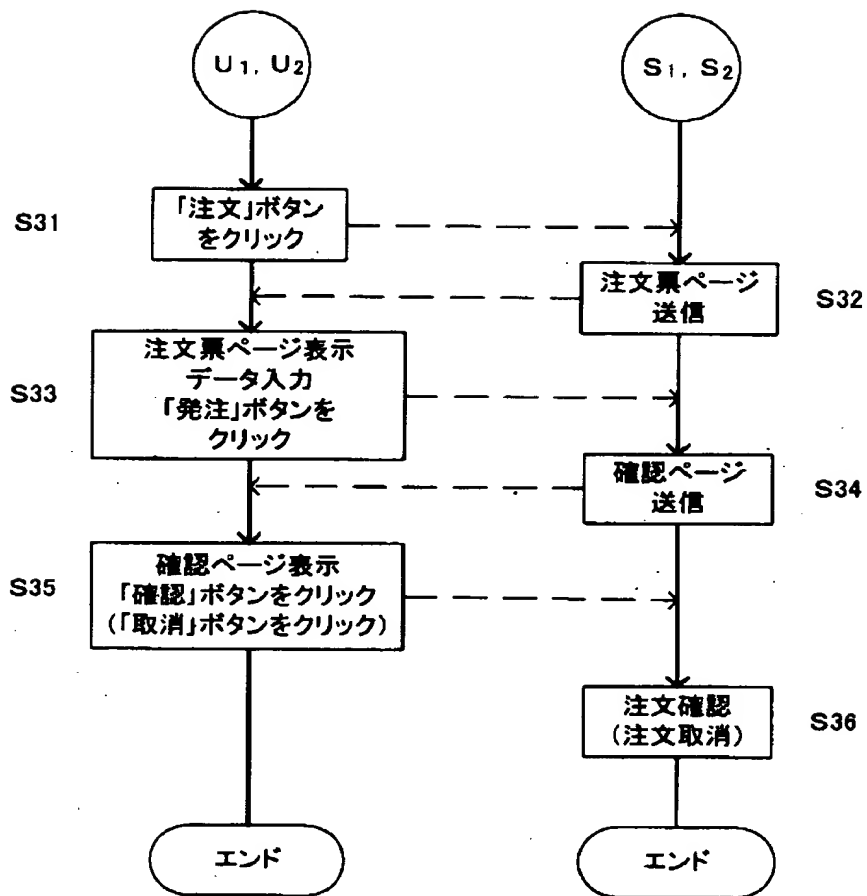 U₁, U₂
S₁, S₂
S31
「注文」ボタン
をクリック
注文票ページ
送信
S32
S33
注文票ページ表示
データ入力
「発注」ボタンを
クリック
確認ページ
送信
S34
S35
確認ページ表示
「確認」ボタンをクリック
(「取消」ボタンをクリック)
注文確認
(注文取消)
S36
エンド
エンド